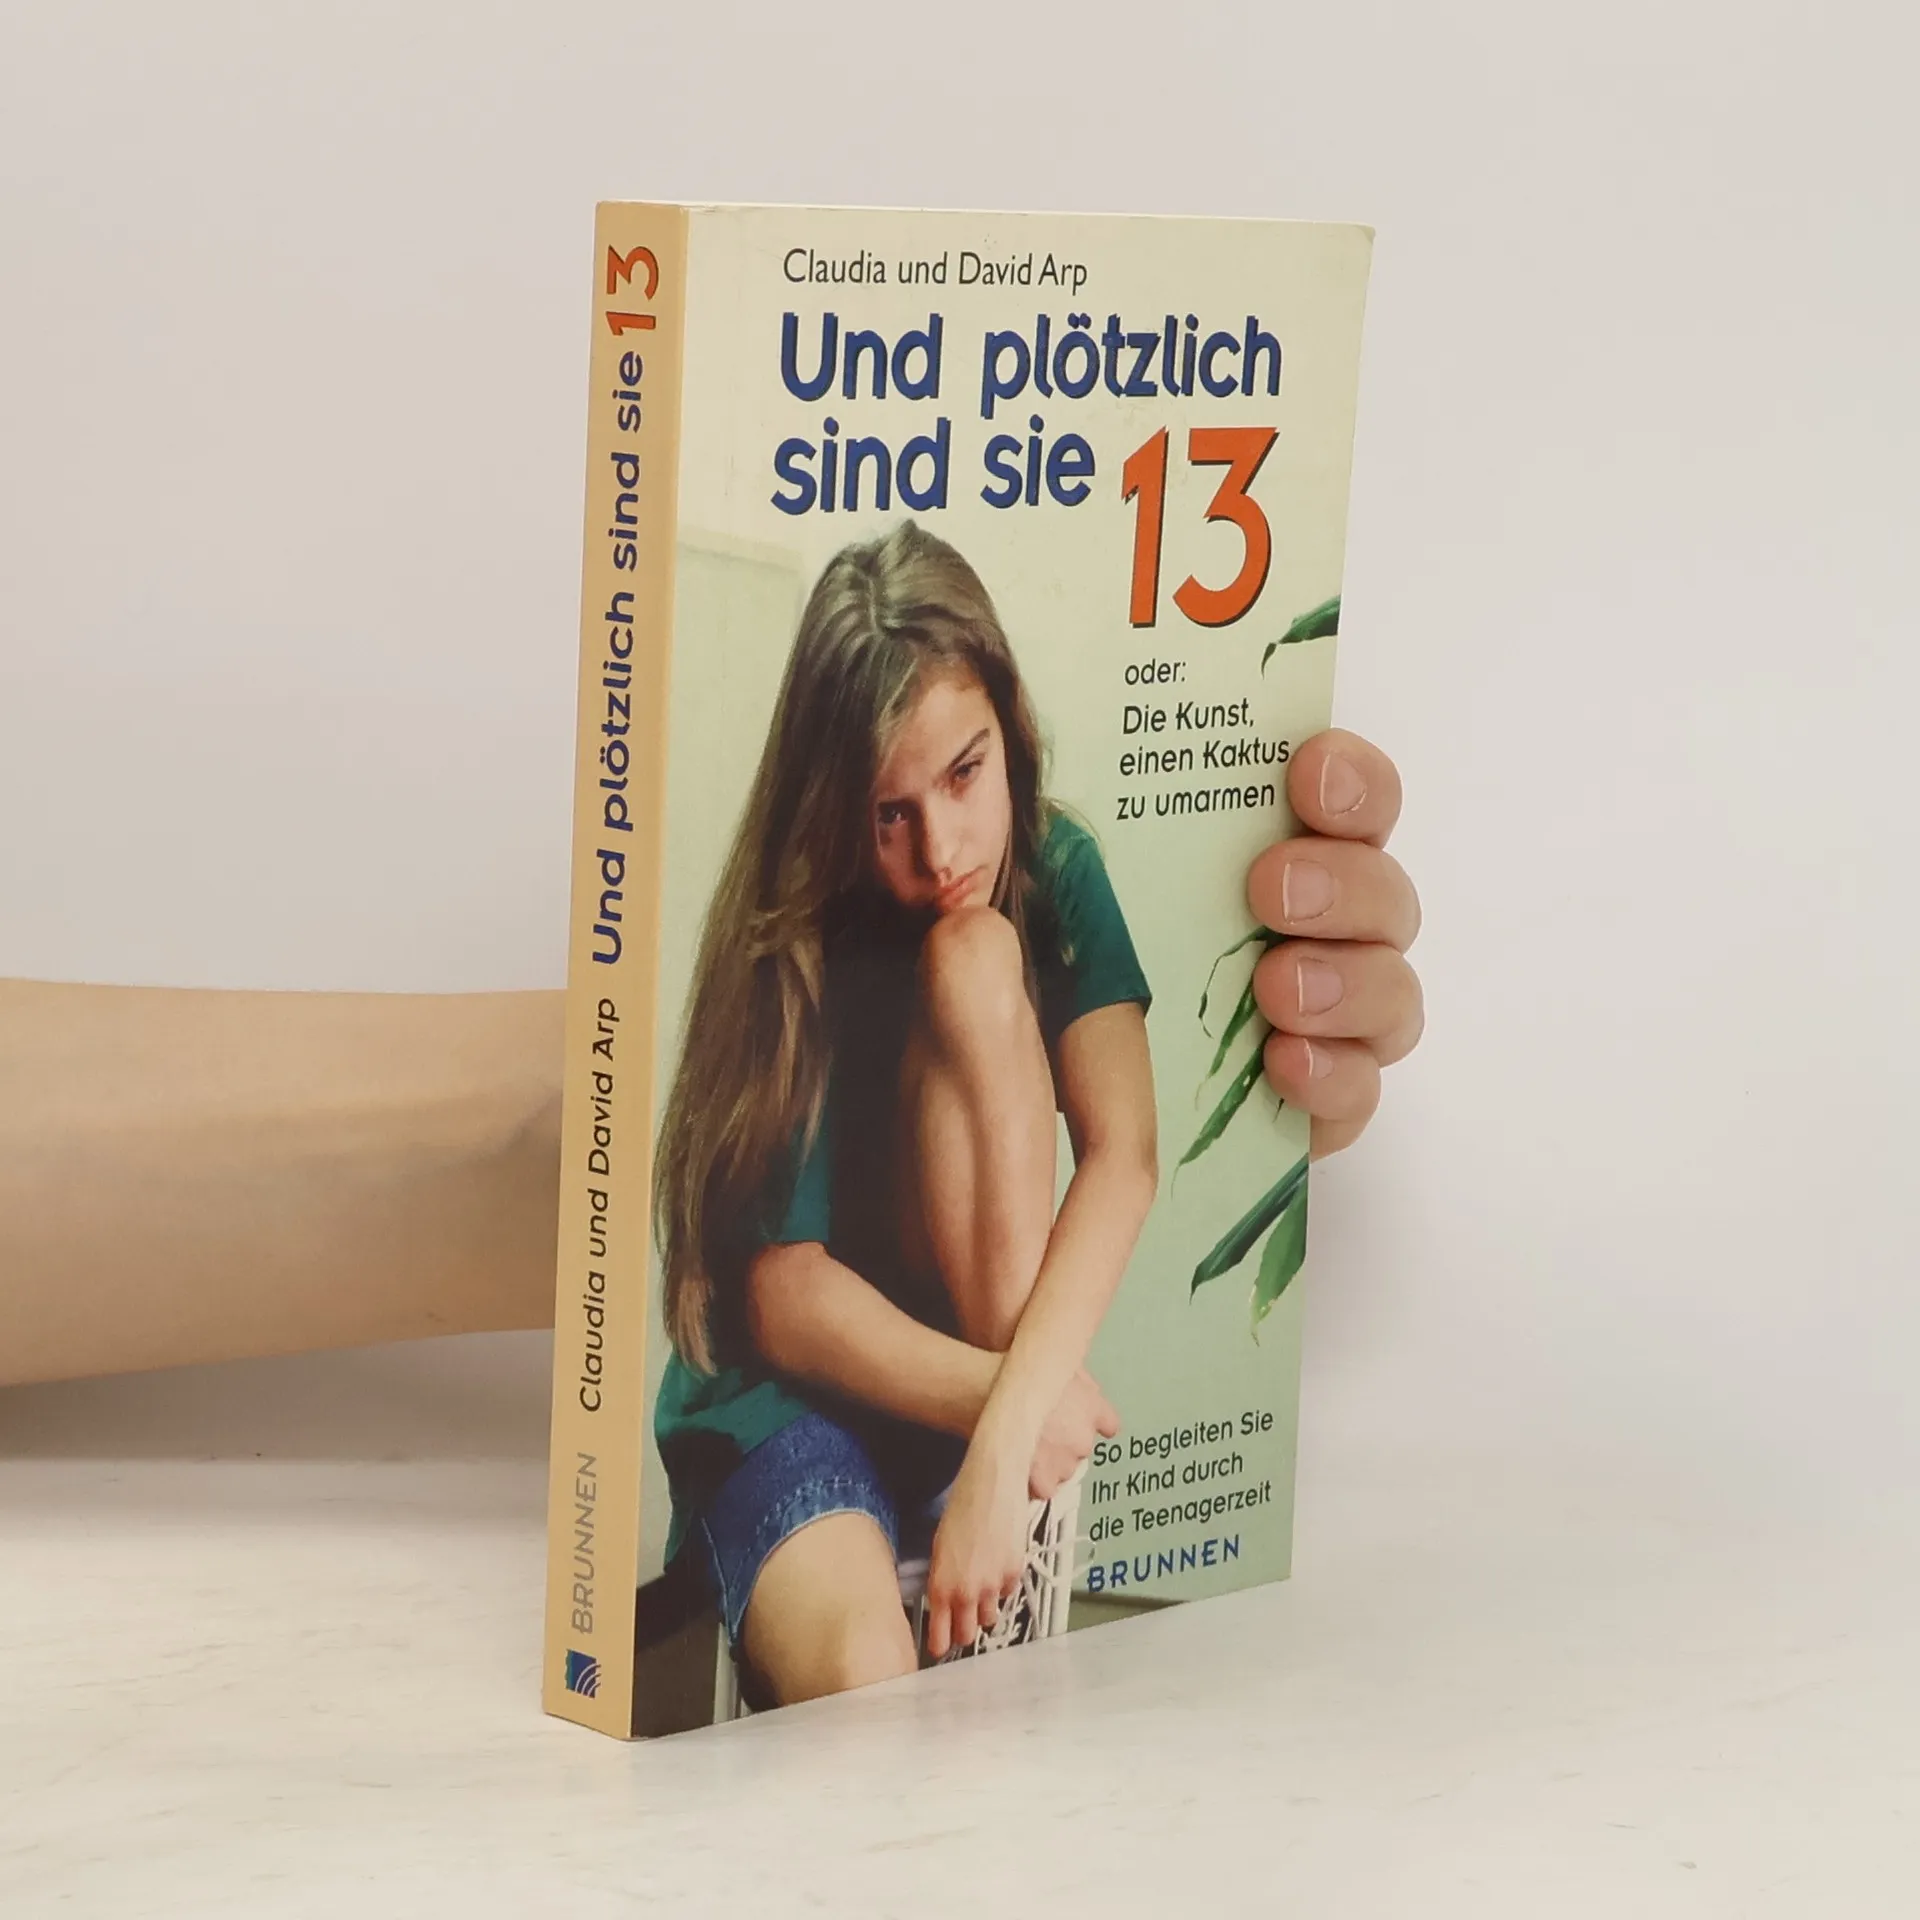 Claudia und David Arp
Und plötzlich
sind sie 13
oder:
Die Kunst,
einen Kaktus
zu umarmen
So begleiten Sie
Ihr Kind durch
die Teenagerzeit
BRUNNEN
BRUNNEN Claudia und David Arp Und plötzlich sind sie 13